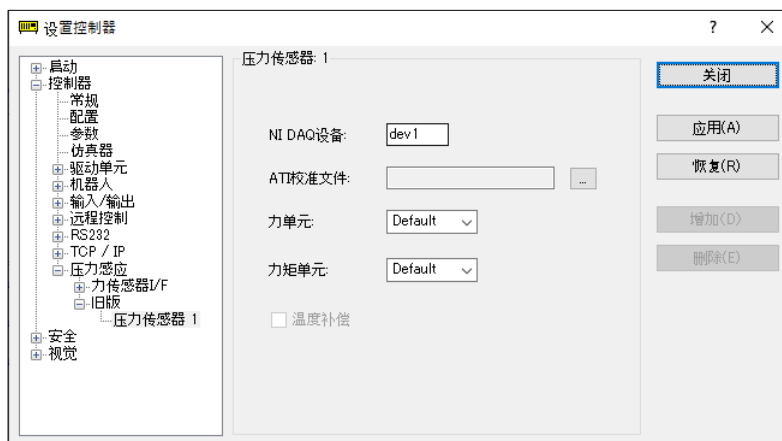 设置控制器
?
启动
控制器
常规
配置
参数
仿真器
驱动单元
机器人
输入/输出
远程控制
RS232
TCP / IP
压力感应
力传感器I/F
旧版
压力传感器 1
安全
视觉
压力传感器: 1
NI DAQ设备:
dev1
ATI校准文件:
...
力单元:
Default
力矩单元:
Default
温度补偿
关闭
应用(A)
恢复(R)
增加(D)
删除(E)